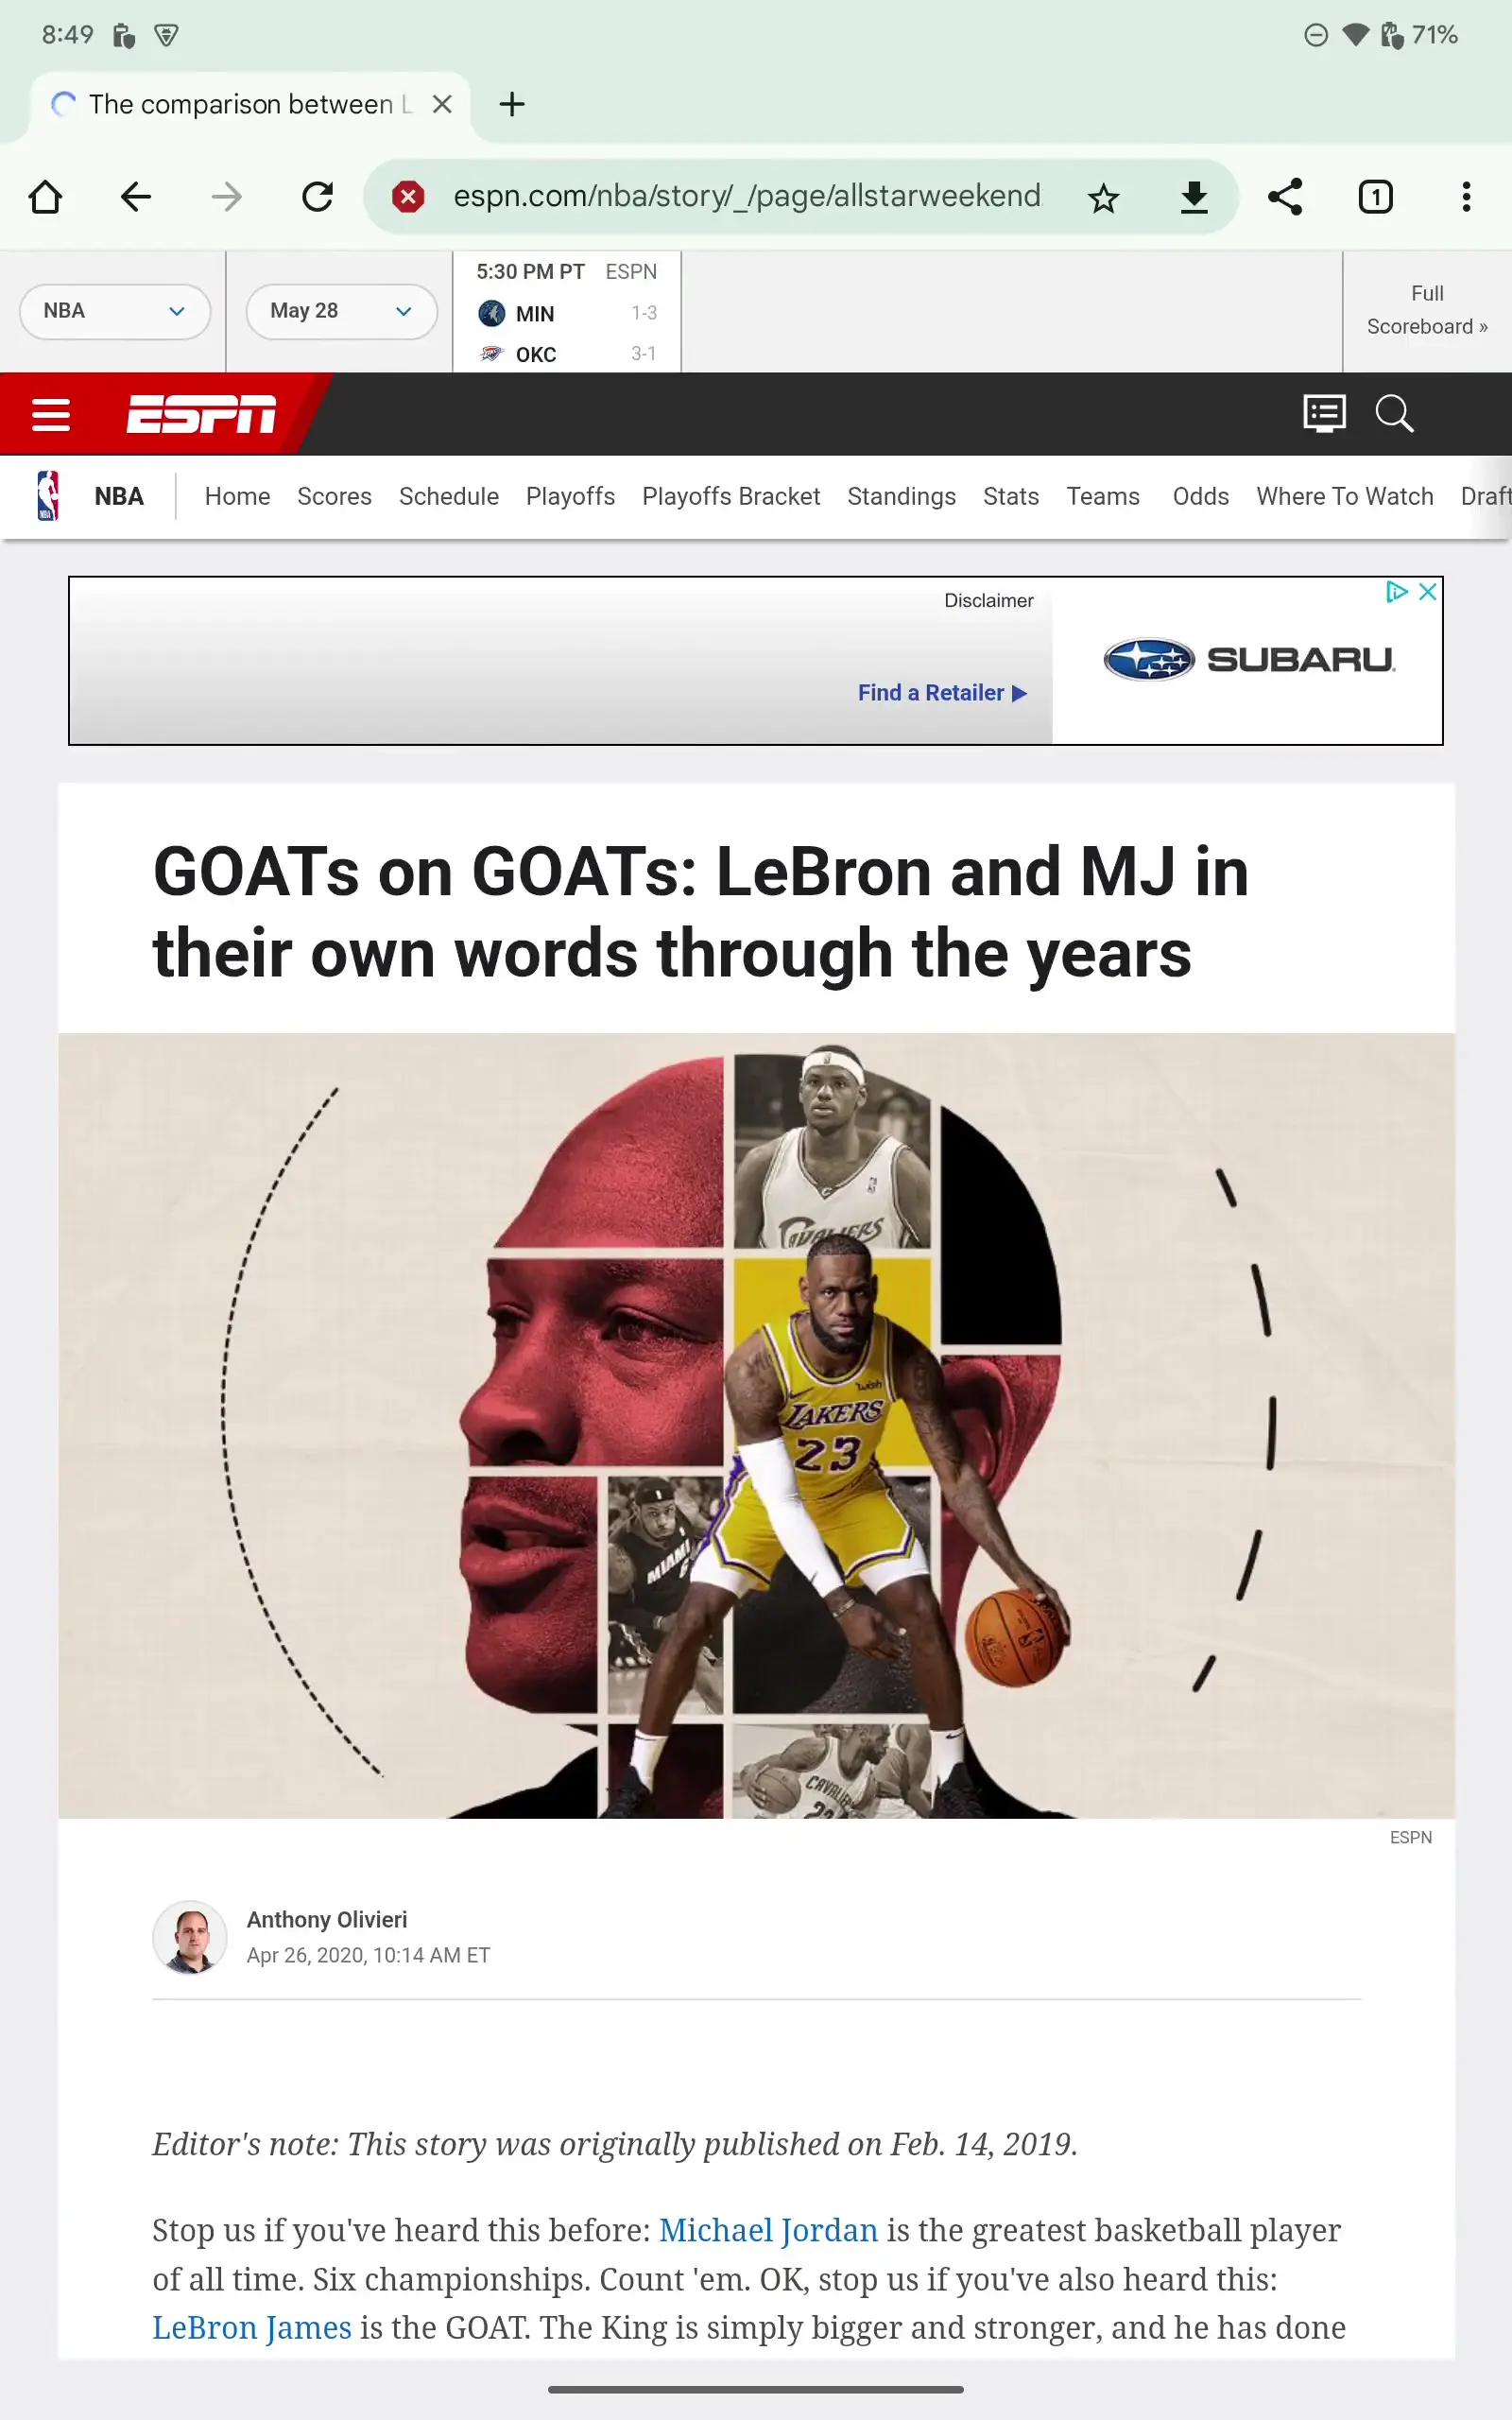 8:49
71%
The comparison between L
espn.com/nba/story/_/page/allstarweekend
1
NBA
May 28
5:30 PM PT ESPN
MIN 1-3
OKC 3-1
Full
Scoreboard »
ESPN
NBA Home Scores Schedule Playoffs Playoffs Bracket Standings Stats Teams Odds Where To Watch Draft
Disclaimer
Find a Retailer
SUBARU
GOATs on GOATs: LeBron and MJ in
their own words through the years
CAVALIERS
wish
LAKERS
23
MIAMI
CAVALIE
ESPN
Anthony Olivieri
Apr 26, 2020, 10:14 AM ET
Editor's note: This story was originally published on Feb. 14, 2019.
Stop us if you've heard this before: Michael Jordan is the greatest basketball player
of all time. Six championships. Count 'em. OK, stop us if you've also heard this:
LeBron James is the GOAT. The King is simply bigger and stronger, and he has done